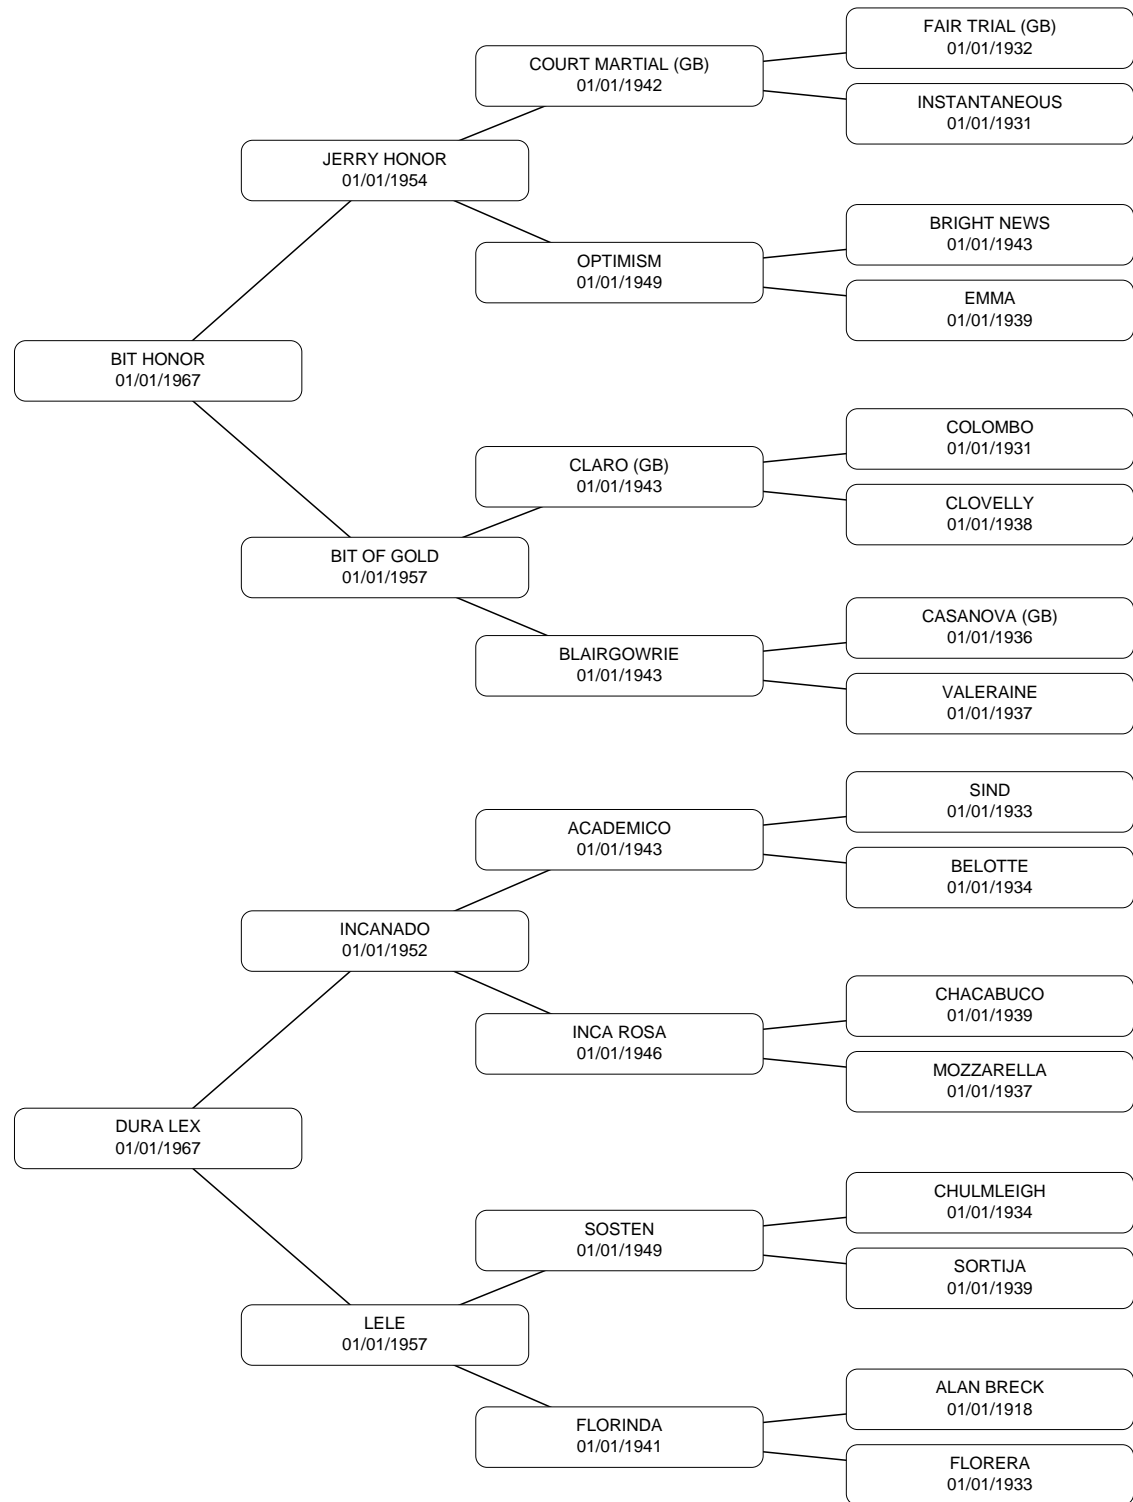 FAIR TRIAL (GB)
01/01/1932
COURT MARTIAL (GB)
01/01/1942
INSTANTANEOUS
01/01/1931
JERRY HONOR
01/01/1954
BRIGHT NEWS
01/01/1943
OPTIMISM
01/01/1949
EMMA
01/01/1939
BIT HONOR
01/01/1967
COLOMBO
01/01/1931
CLARO (GB)
01/01/1943
CLOVELLY
01/01/1938
BIT OF GOLD
01/01/1957
CASANOVA (GB)
01/01/1936
BLAIRGOWRIE
01/01/1943
VALERAINE
01/01/1937
SIND
01/01/1933
ACADEMICO
01/01/1943
BELOTTE
01/01/1934
INCANADO
01/01/1952
CHACABUCO
01/01/1939
INCA ROSA
01/01/1946
MOZZARELLA
01/01/1937
DURA LEX
01/01/1967
CHULMLEIGH
01/01/1934
SOSTEN
01/01/1949
SORTIJA
01/01/1939
LELE
01/01/1957
ALAN BRECK
01/01/1918
FLORINDA
01/01/1941
FLORERA
01/01/1933